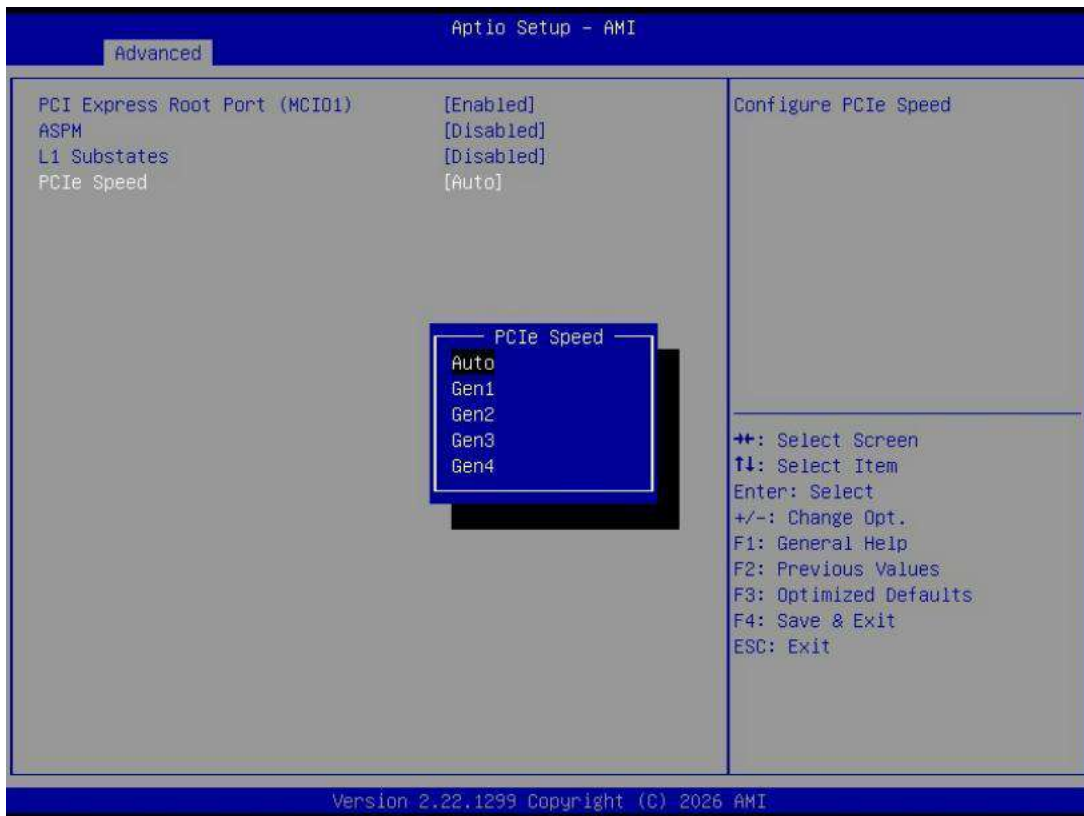 Aptio Setup - AMI
Advanced
PCI Express Root Port (MCIO1) [Enabled]
ASPM [Disabled]
L1 Substates [Disabled]
PCIe Speed [Auto]
Configure PCIe Speed
PCIe Speed
Auto
Gen1
Gen2
Gen3
Gen4
→←: Select Screen
↑↓: Select Item
Enter: Select
+/-: Change Opt.
F1: General Help
F2: Previous Values
F3: Optimized Defaults
F4: Save & Exit
ESC: Exit
Version 2.22.1299 Copyright (C) 2026 AMI